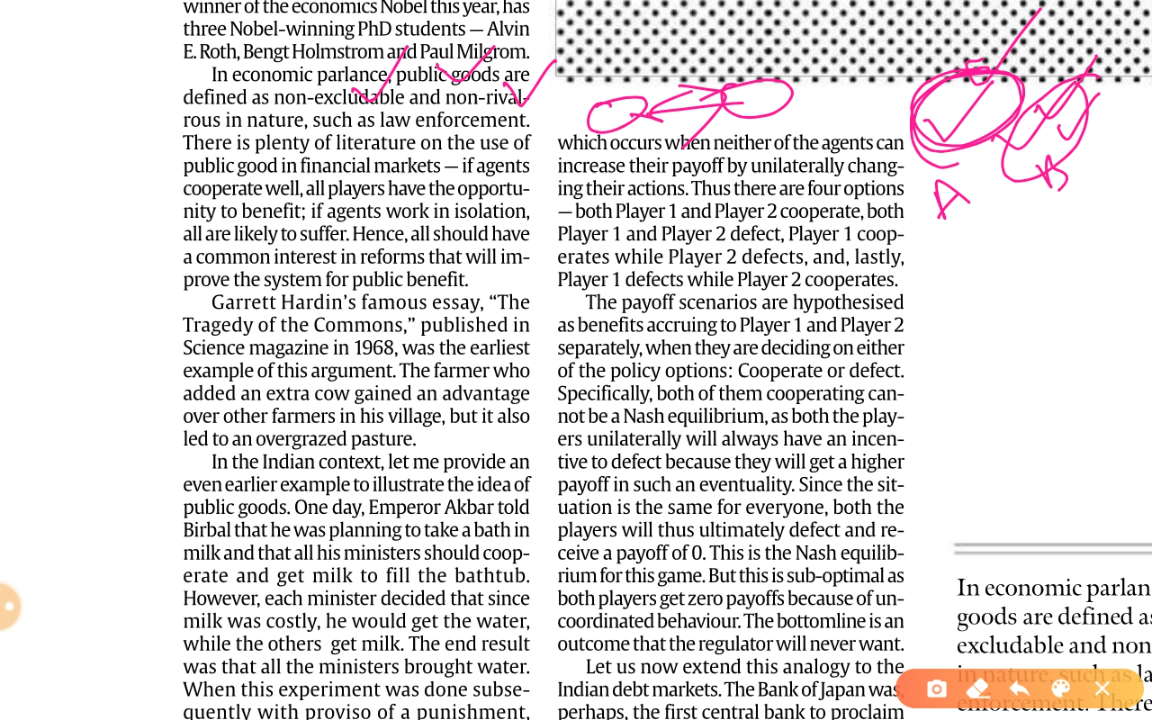 winner of the economics Nobel this year, has
three Nobel-winning PhD students — Alvin
E. Roth, Bengt Holmstrom and Paul Milgrom.
In economic parlance, public goods are
defined as non-excludable and non-rival-
rous in nature, such as law enforcement.
There is plenty of literature on the use of
public good in financial markets — if agents
cooperate well, all players have the opportu-
nity to benefit; if agents work in isolation,
all are likely to suffer. Hence, all should have
a common interest in reforms that will im-
prove the system for public benefit.
Garrett Hardin’s famous essay, “The
Tragedy of the Commons,” published in
Science magazine in 1968, was the earliest
example of this argument. The farmer who
added an extra cow gained an advantage
over other farmers in his village, but it also
led to an overgrazed pasture.
In the Indian context, let me provide an
even earlier example to illustrate the idea of
public goods. One day, Emperor Akbar told
Birbal that he was planning to take a bath in
milk and that all his ministers should coop-
erate and get milk to fill the bathtub.
However, each minister decided that since
milk was costly, he would get the water,
while the others get milk. The end result
was that all the ministers brought water.
When this experiment was done subse-
quently with proviso of a punishment,
which occurs when neither of the agents can
increase their payoff by unilaterally chang-
ing their actions. Thus there are four options
— both Player 1 and Player 2 cooperate, both
Player 1 and Player 2 defect, Player 1 coop-
erates while Player 2 defects, and, lastly,
Player 1 defects while Player 2 cooperates.
The payoff scenarios are hypothesised
as benefits accruing to Player 1 and Player 2
separately, when they are deciding on either
of the policy options: Cooperate or defect.
Specifically, both of them cooperating can-
not be a Nash equilibrium, as both the play-
ers unilaterally will always have an incen-
tive to defect because they will get a higher
payoff in such an eventuality. Since the sit-
uation is the same for everyone, both the
players will thus ultimately defect and re-
ceive a payoff of 0. This is the Nash equilib-
rium for this game. But this is sub-optimal as
both players get zero payoffs because of un-
coordinated behaviour. The bottomline is an
outcome that the regulator will never want.
Let us now extend this analogy to the
Indian debt markets. The Bank of Japan was,
perhaps, the first central bank to proclaim
A
B
In economic parlan
goods are defined as
excludable and non
in nature, such as la
enforcement. There